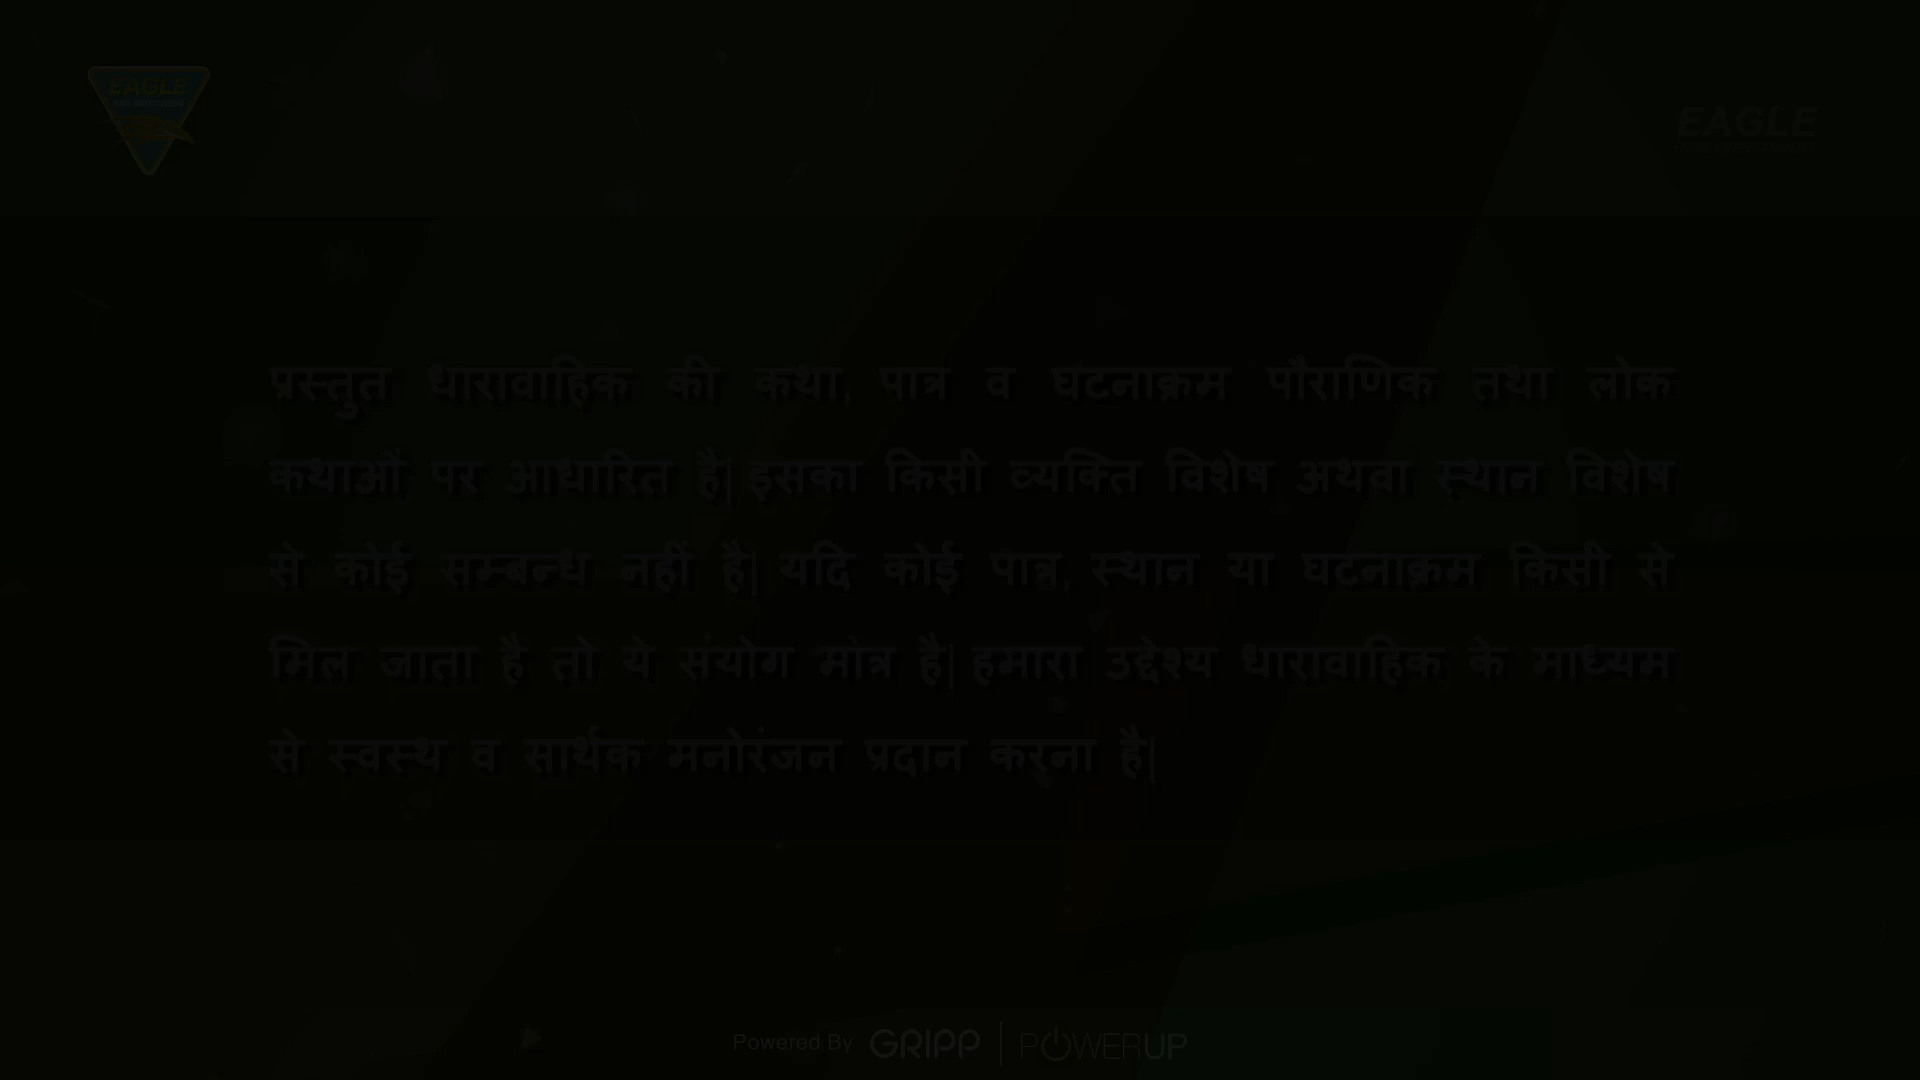 EAGLE
EAGLE
प्रस्तुत धारावाहिक की कथा, पात्र व घटनाक्रम पौराणिक तथा लोक
कथाओं पर आधारित है| इसका किसी व्यक्ति विशेष अथवा स्थान विशेष
से कोई सम्बन्ध नहीं है| यदि कोई पात्र, स्थान या घटनाक्रम किसी से
मिल जाता है तो ये संयोग मात्र है| हमारा उद्देश्य धारावाहिक के माध्यम
से स्वस्थ व सार्थक मनोरंजन प्रदान करना है|
Powered By GRIPP | POWERUP